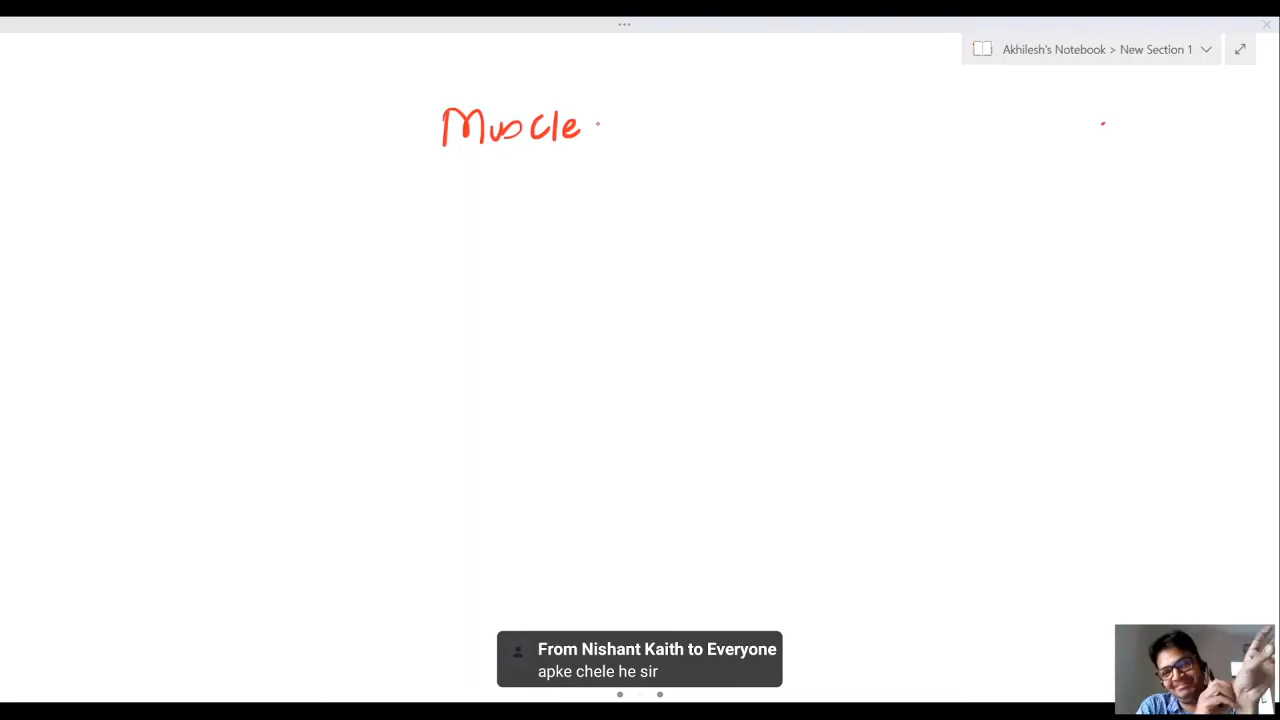 Akhilesh's Notebook > New Section 1
Muscle
From Nishant Kaith to Everyone
apke chele he sir